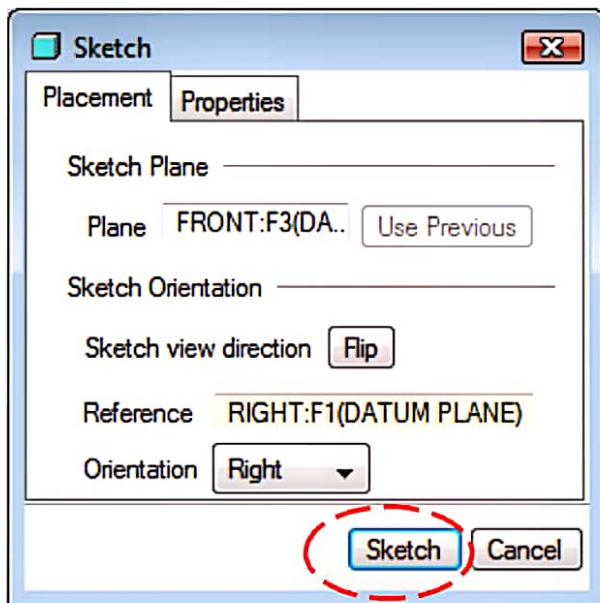 Sketch
Placement Properties
Sketch Plane
Plane FRONT:F3(DA.. Use Previous
Sketch Orientation
Sketch view direction Flip
Reference RIGHT:F1(DATUM PLANE)
Orientation Right
Sketch Cancel